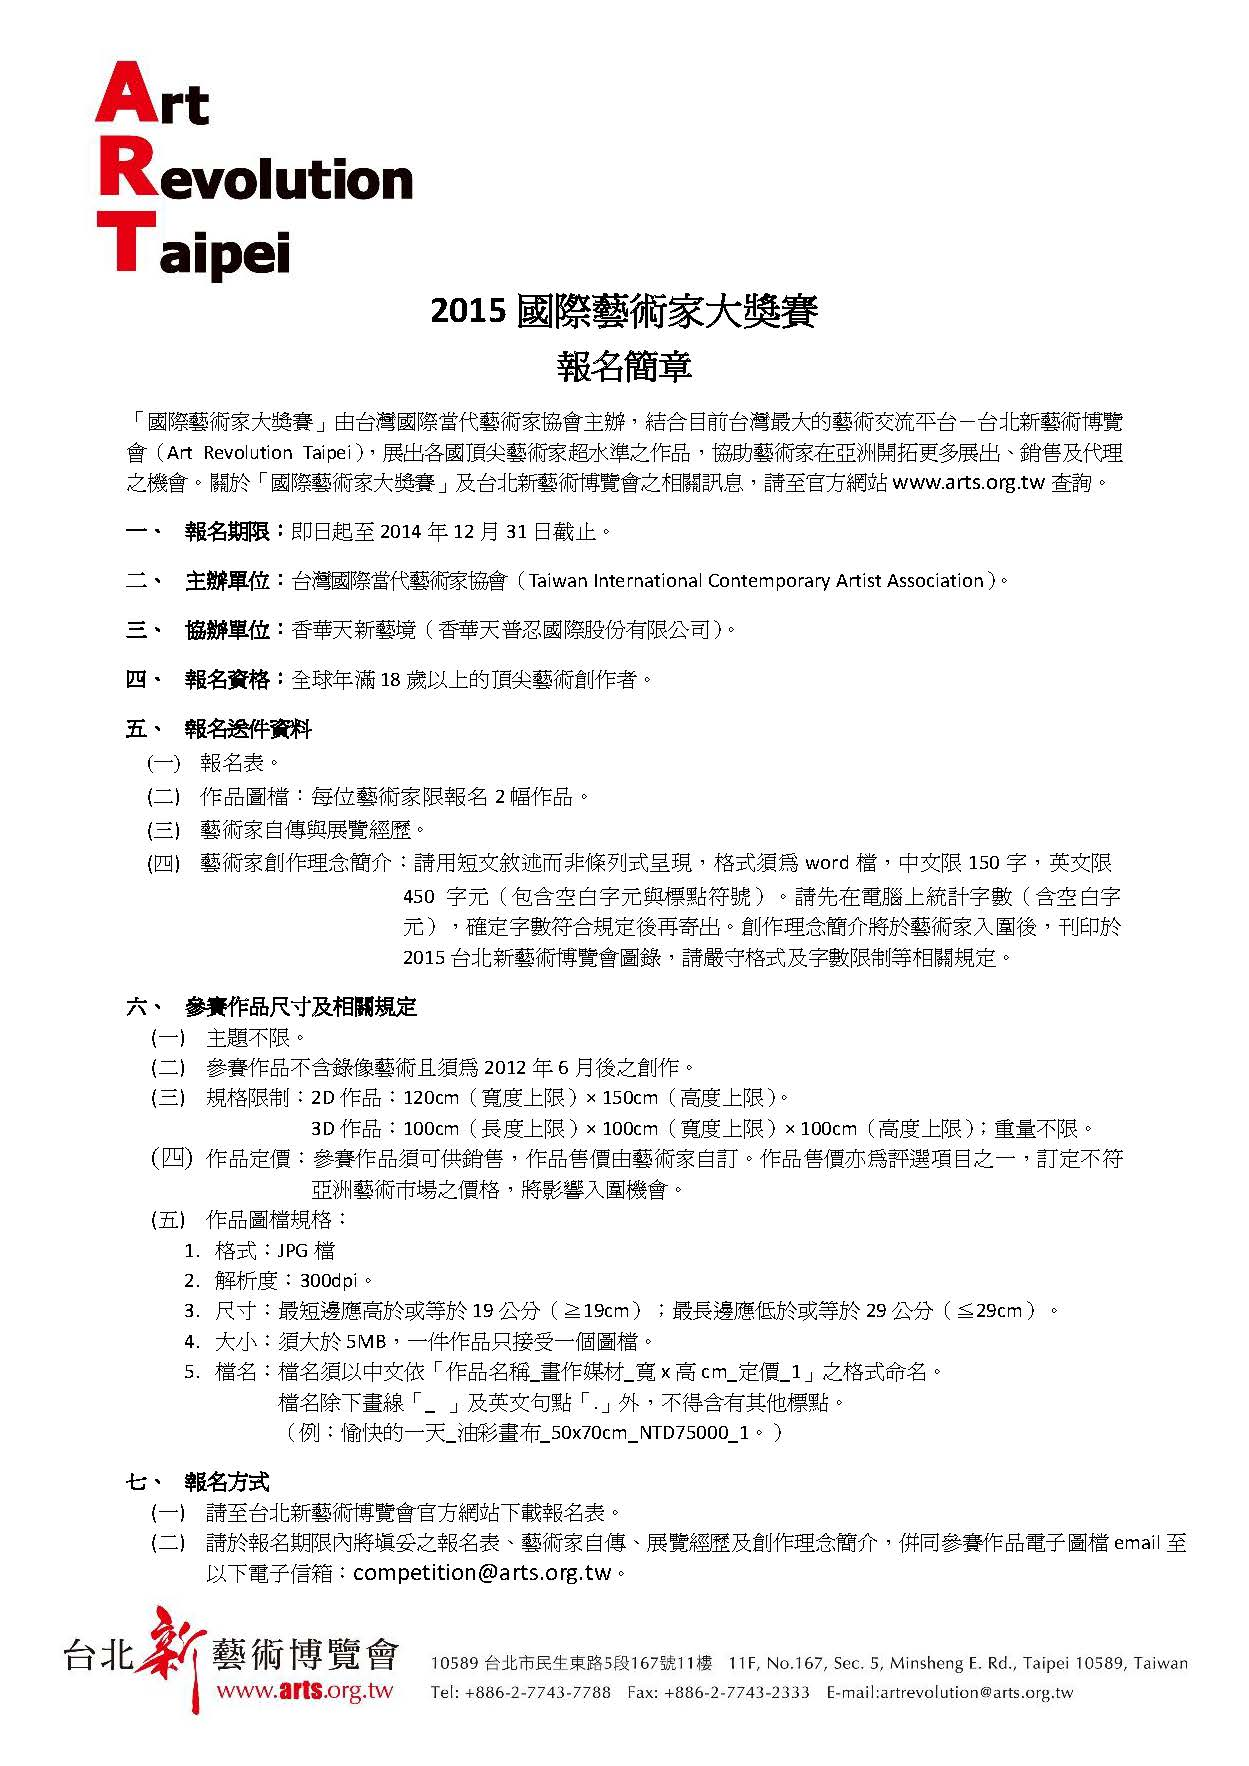 Art
Revolution
Taipei
2015 國際藝術家大獎賽
報名簡章
「國際藝術家大獎賽」由台灣國際當代藝術家協會主辦，結合目前台灣最大的藝術交流平台－台北新藝術博覽
會（Art Revolution Taipei），展出各國頂尖藝術家超水準之作品，協助藝術家在亞洲開拓更多展出、銷售及代理
之機會。關於「國際藝術家大獎賽」及台北新藝術博覽會之相關訊息，請至官方網站 www.arts.org.tw 查詢。
一、 報名期限：即日起至 2014 年 12 月 31 日截止。
二、 主辦單位：台灣國際當代藝術家協會（Taiwan International Contemporary Artist Association）。
三、 協辦單位：香華天新藝境（香華天普忍國際股份有限公司）。
四、 報名資格：全球年滿 18 歲以上的頂尖藝術創作者。
五、 報名送件資料
(一) 報名表。
(二) 作品圖檔：每位藝術家限報名 2 幅作品。
(三) 藝術家自傳與展覽經歷。
(四) 藝術家創作理念簡介：請用短文敘述而非條列式呈現，格式須為 word 檔，中文限 150 字，英文限
450 字元（包含空白字元與標點符號）。請先在電腦上統計字數（含空白字
元），確定字數符合規定後再寄出。創作理念簡介將於藝術家入圍後，刊印於
2015 台北新藝術博覽會圖錄，請嚴守格式及字數限制等相關規定。
六、 參賽作品尺寸及相關規定
(一) 主題不限。
(二) 參賽作品不含錄像藝術且須為 2012 年 6 月後之創作。
(三) 規格限制：2D 作品：120cm（寬度上限）× 150cm（高度上限）。
3D 作品：100cm（長度上限）× 100cm（寬度上限）× 100cm（高度上限）；重量不限。
(四) 作品定價：參賽作品須可供銷售，作品售價由藝術家自訂。作品售價亦為評選項目之一，訂定不符
亞洲藝術市場之價格，將影響入圍機會。
(五) 作品圖檔規格：
1. 格式：JPG 檔
2. 解析度：300dpi。
3. 尺寸：最短邊應高於或等於 19 公分（≧19cm）；最長邊應低於或等於 29 公分（≦29cm）。
4. 大小：須大於 5MB，一件作品只接受一個圖檔。
5. 檔名：檔名須以中文依「作品名稱_畫作媒材_寬 x 高 cm_定價_1」之格式命名。
檔名除下畫線「_ 」及英文句點「.」外，不得含有其他標點。
（例：愉快的一天_油彩畫布_50x70cm_NTD75000_1。）
七、 報名方式
(一) 請至台北新藝術博覽會官方網站下載報名表。
(二) 請於報名期限內將填妥之報名表、藝術家自傳、展覽經歷及創作理念簡介，併同參賽作品電子圖檔 email 至
以下電子信箱：competition@arts.org.tw。
台北新藝術博覽會
www.arts.org.tw
10589 台北市民生東路5段167號11樓 11F, No.167, Sec. 5, Minsheng E. Rd., Taipei 10589, Taiwan
Tel: +886-2-7743-7788 Fax: +886-2-7743-2333 E-mail:artrevolution@arts.org.tw